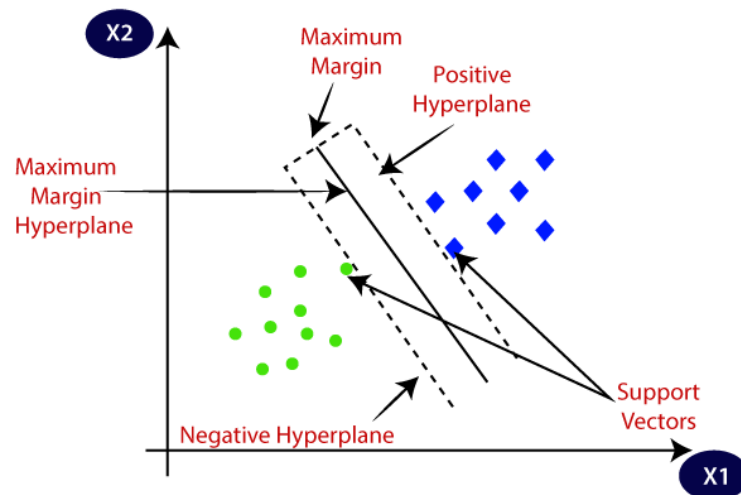 X2
Maximum
Margin
Positive
Hyperplane
Maximum
Margin
Hyperplane
Support
Vectors
Negative Hyperplane
X1